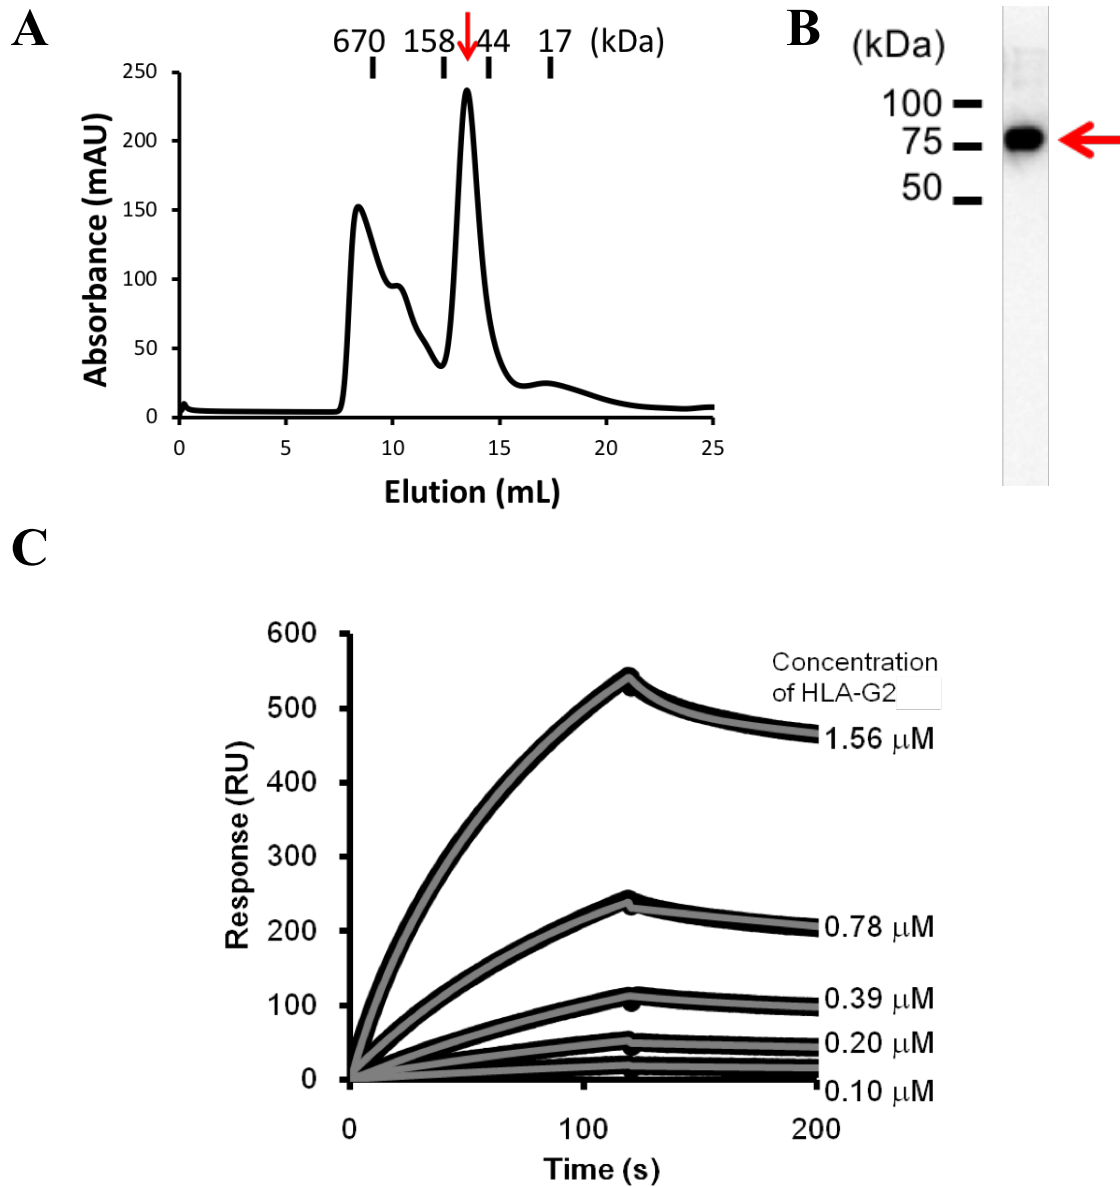 A
670 158 44 17 (kDa)
250
200
150
100
50
0
Absorbance (mAU)
0 5 10 15 20 25
Elution (mL)
B
(kDa)
100
75
50
C
600
500
400
300
200
100
0
Response (RU)
0 100 200
Time (s)
Concentration
of HLA-G2
1.56 μM
0.78 μM
0.39 μM
0.20 μM
0.10 μM